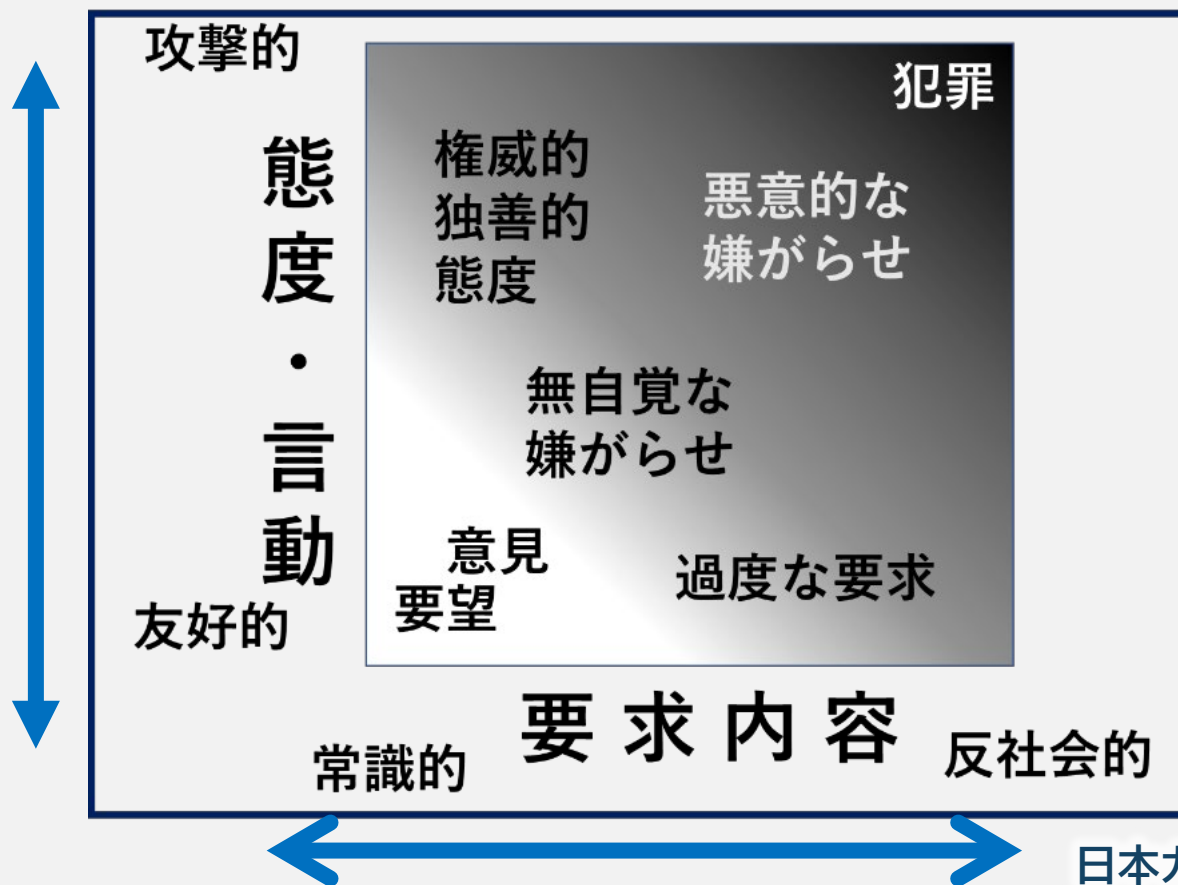 攻撃的
犯罪
権威的
独善的
態度
悪意的な
嫌がらせ
態度・言動
無自覚な
嫌がらせ
意見
要望
過度な要求
友好的
要求内容
常識的
反社会的
日本